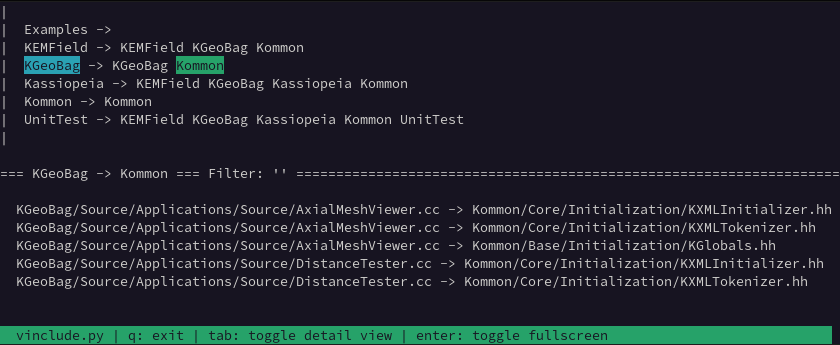 |
|  Examples ->
|  KEMField -> KEMField KGeoBag Kommon
|  KGeoBag -> KGeoBag Kommon
|  Kassiopeia -> KEMField KGeoBag Kassiopeia Kommon
|  Kommon -> Kommon
|  UnitTest -> KEMField KGeoBag Kassiopeia Kommon UnitTest
|
=== KGeoBag -> Kommon === Filter: '' ====================================================================
KGeoBag/Source/Applications/Source/AxialMeshViewer.cc -> Kommon/Core/Initialization/KXMLInitializer.hh
KGeoBag/Source/Applications/Source/AxialMeshViewer.cc -> Kommon/Core/Initialization/KXMLTokenizer.hh
KGeoBag/Source/Applications/Source/AxialMeshViewer.cc -> Kommon/Base/Initialization/KGlobals.hh
KGeoBag/Source/Applications/Source/DistanceTester.cc -> Kommon/Core/Initialization/KXMLInitializer.hh
KGeoBag/Source/Applications/Source/DistanceTester.cc -> Kommon/Core/Initialization/KXMLTokenizer.hh
vinclude.py | q: exit | tab: toggle detail view | enter: toggle fullscreen